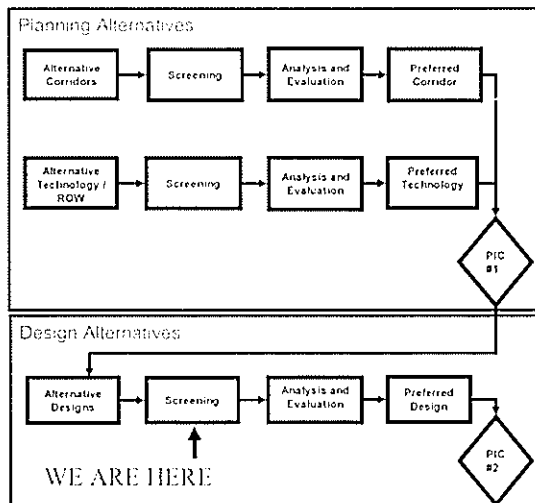 Planning Alternatives
Alternative
Corridors
Screening
Analysis and
Evaluation
Preferred
Corridor
Alternative
Technology /
ROW
Screening
Analysis and
Evaluation
Preferred
Technology
PIC
#1
Design Alternatives
Alternative
Designs
Screening
Analysis and
Evaluation
Preferred
Design
PIC
#2
WE ARE HERE